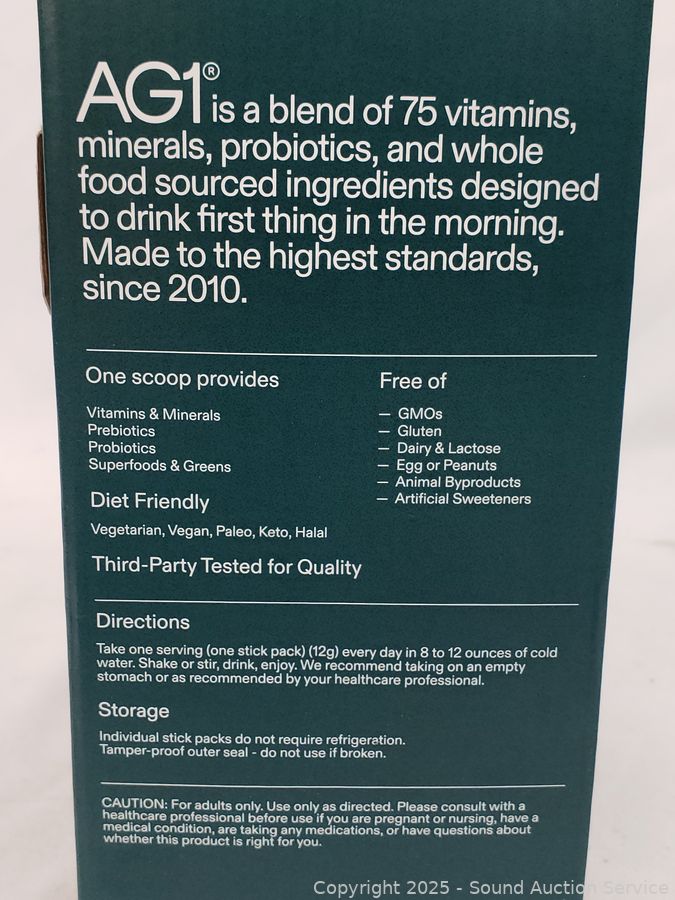 AG1® is a blend of 75 vitamins,
minerals, probiotics, and whole
food sourced ingredients designed
to drink first thing in the morning.
Made to the highest standards,
since 2010.
One scoop provides
Vitamins & Minerals
Prebiotics
Probiotics
Superfoods & Greens
Diet Friendly
Vegetarian, Vegan, Paleo, Keto, Halal
Third-Party Tested for Quality
Free of
— GMOs
— Gluten
— Dairy & Lactose
— Egg or Peanuts
— Animal Byproducts
— Artificial Sweeteners
Directions
Take one serving (one stick pack) (12g) every day in 8 to 12 ounces of cold
water. Shake or stir, drink, enjoy. We recommend taking on an empty
stomach or as recommended by your healthcare professional.
Storage
Individual stick packs do not require refrigeration.
Tamper-proof outer seal - do not use if broken.
CAUTION: For adults only. Use only as directed. Please consult with a
healthcare professional before use if you are pregnant or nursing, have a
medical condition, are taking any medications, or have questions about
whether this product is right for you.
Copyright 2025 - Sound Auction Service